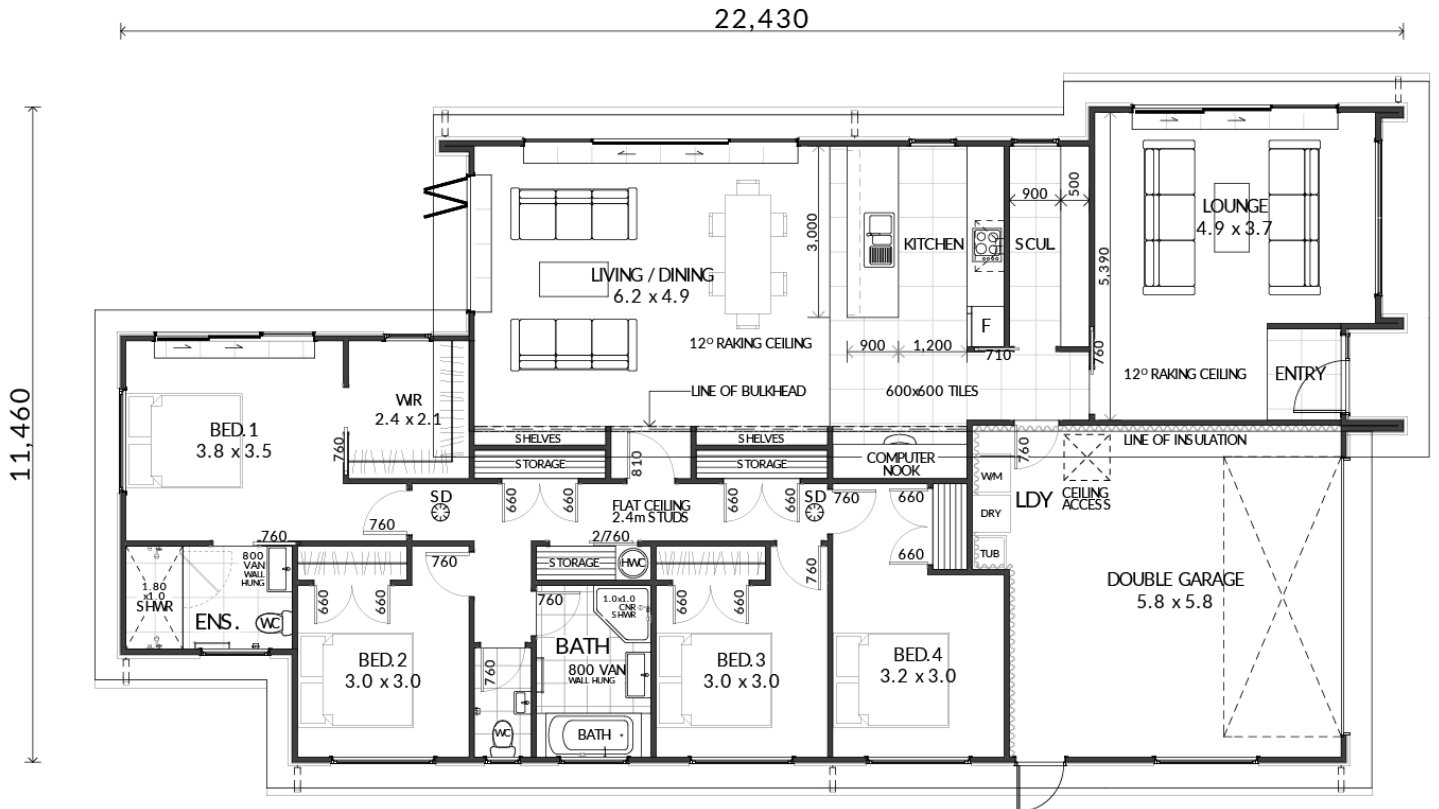 22,430
11,460
LIVING / DINING
6.2 x 4.9
3,000
KITCHEN
900
500
SCUL
F
LOUNGE
4.9 x 3.7
5,390
12° RAKING CEILING
900
1,200
710
760
12° RAKING CEILING
ENTRY
LINE OF BULKHEAD
600x600 TILES
BED.1
3.8 x 3.5
WIR
2.4 x 2.1
760
SHELVES
STORAGE
810
SHELVES
STORAGE
COMPUTER
NOOK
760
LINE OF INSULATION
W/M
DRY
TUB
LDY
CEILING
ACCESS
SD
660
660
FLAT CEILING
2.4m STUDS
660
660
SD
760
660
660
760
760
760
2/760
STORAGE
HWC
760
800
VAN
WALL
HUNG
1.80
x1.0
SHWR
ENS.
WC
660
660
760
1.0x1.0
CNR
SHWR
660
660
BED.2
3.0 x 3.0
760
BATH
800 VAN
WALL HUNG
WC
BATH
BED.3
3.0 x 3.0
BED.4
3.2 x 3.0
DOUBLE GARAGE
5.8 x 5.8